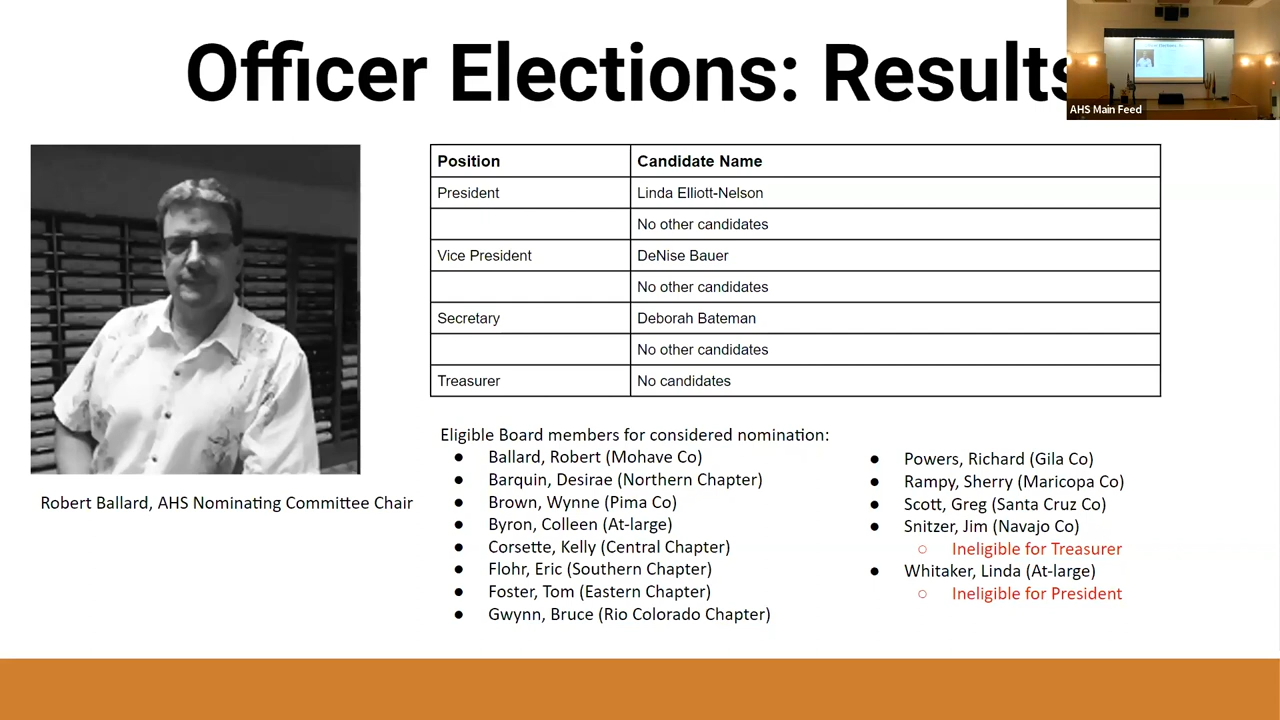 Officer Elections: Results
AHS Main Feed
Position Candidate Name
President Linda Elliott-Nelson
No other candidates
Vice President DeNise Bauer
No other candidates
Secretary Deborah Bateman
No other candidates
Treasurer No candidates
Robert Ballard, AHS Nominating Committee Chair
Eligible Board members for considered nomination:
● Ballard, Robert (Mohave Co)
● Barquin, Desirae (Northern Chapter)
● Brown, Wynne (Pima Co)
● Byron, Colleen (At-large)
● Corsette, Kelly (Central Chapter)
● Flohr, Eric (Southern Chapter)
● Foster, Tom (Eastern Chapter)
● Gwynn, Bruce (Rio Colorado Chapter)
● Powers, Richard (Gila Co)
● Rampy, Sherry (Maricopa Co)
● Scott, Greg (Santa Cruz Co)
● Snitzer, Jim (Navajo Co)
○ Ineligible for Treasurer
● Whitaker, Linda (At-large)
○ Ineligible for President